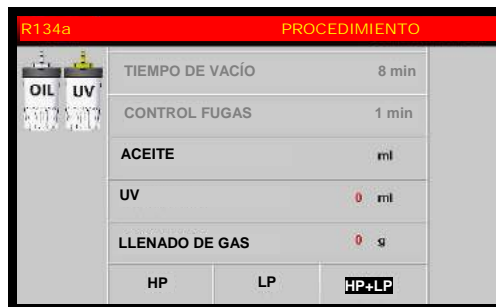 R134a PROCEDIMIENTO
OIL UV
TIEMPO DE VACÍO 8 min
CONTROL FUGAS 1 min
ACEITE ml
UV 0 ml
LLENADO DE GAS 0 g
HP LP HP+LP